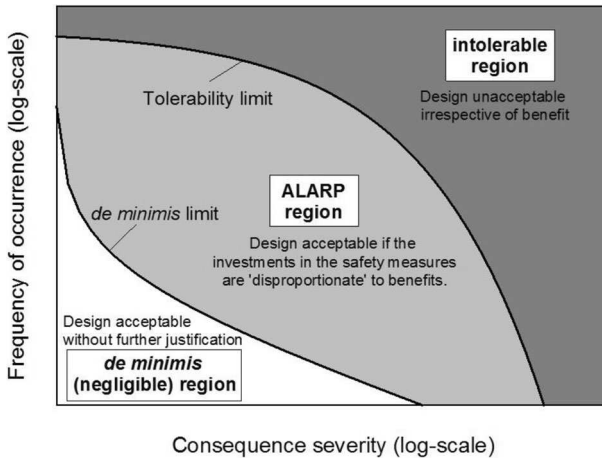 intolerable
region
Design unacceptable
irrespective of benefit
Tolerability limit
ALARP
region
Design acceptable if the
investments in the safety measures
are 'disproportionate' to benefits.
de minimis limit
Design acceptable
without further justification
de minimis
(negligible) region
Frequency of occurrence (log-scale)
Consequence severity (log-scale)